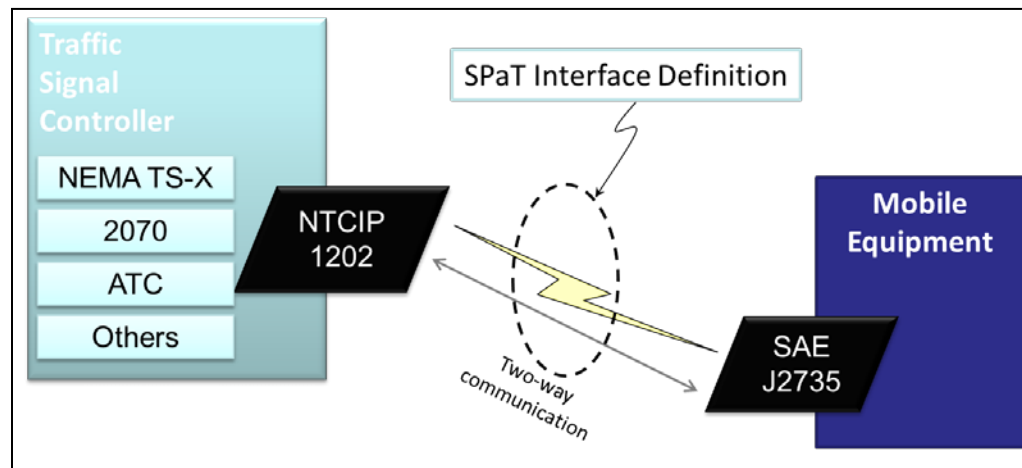 Traffic
Signal
Controller
NEMA TS-X
2070
ATC
Others
NTCIP
1202
SPaT Interface Definition
Two-way
communication
Mobile
Equipment
SAE
J2735